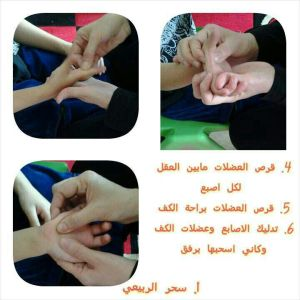 4. قرص العضلات مابين العقل
لكل اصبع
5. قرص العضلات براحة الكف
6. تدليك الاصابع وعضلات الكف
وكاني اسحبها برفق
أ. سحر الربيعي